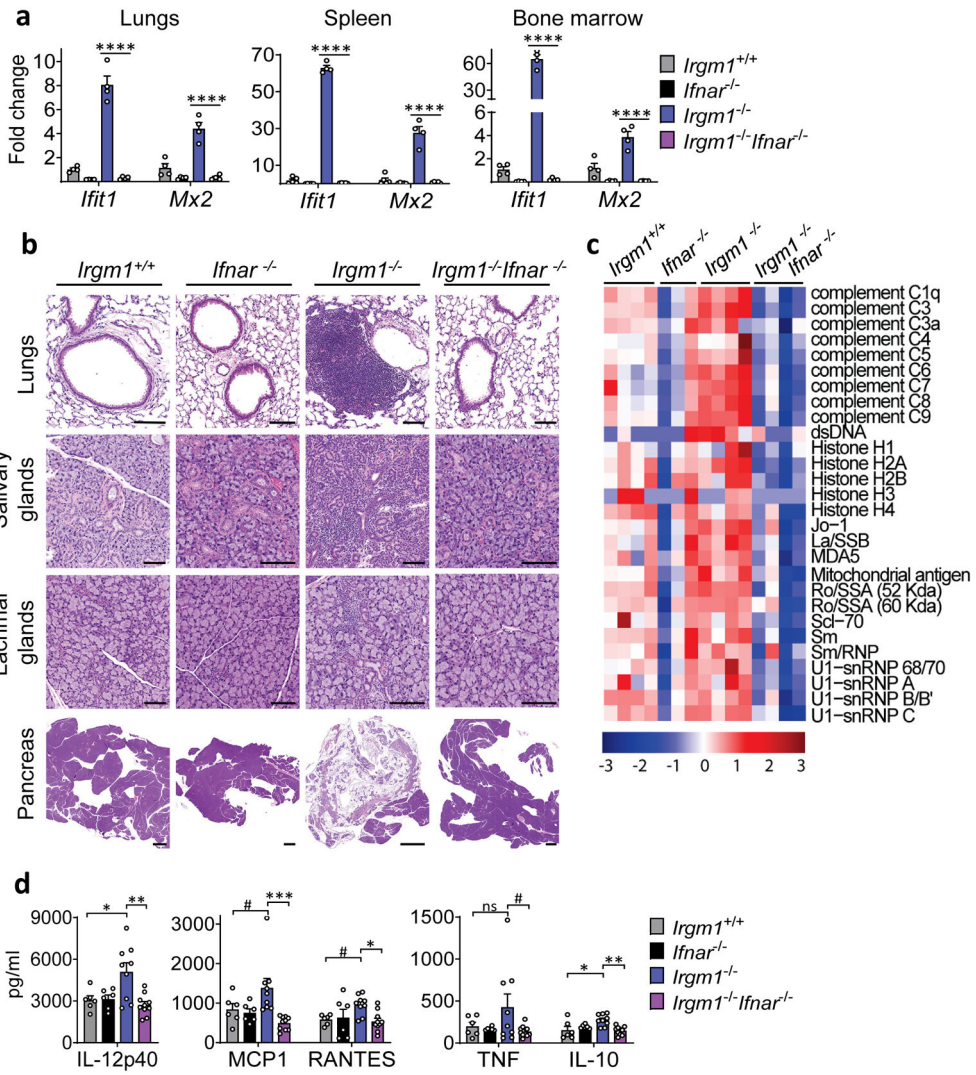 a
Lungs
Spleen
Bone marrow
Fold change
10
8
6
4
2
Ifit1
Mx2
****
****
70
50
30
10
Ifit1
Mx2
****
****
60
30
6
4
2
0
Ifit1
Mx2
****
****
Irgm1+/+
Ifnar-/-
Irgm1-/-
Irgm1-/-Ifnar-/-
b
Irgm1+/+
Ifnar -/-
Irgm1-/-
Irgm1-/-Ifnar -/-
Lungs
Salivary
glands
Lachrimal
glands
Pancreas
c
Irgm1+/+
Ifnar -/-
Irgm1 -/-
Irgm1 -/-
Ifnar -/-
complement C1q
complement C3
complement C3a
complement C4
complement C5
complement C6
complement C7
complement C8
complement C9
dsDNA
Histone H1
Histone H2A
Histone H2B
Histone H3
Histone H4
Jo-1
La/SSB
MDA5
Mitochondrial antigen
Ro/SSA (52 Kda)
Ro/SSA (60 Kda)
Scl-70
Sm
Sm/RNP
U1-snRNP 68/70
U1-snRNP A
U1-snRNP B/B'
U1-snRNP C
-3 -2 -1 0 1 2 3
d
pg/ml
9000
6000
3000
0
* **
IL-12p40
3000
2000
1000
0
# ***
# *
MCP1 RANTES
1500
1000
500
0
ns #
* **
TNF IL-10
Irgm1+/+
Ifnar-/-
Irgm1-/-
Irgm1-/-Ifnar-/-